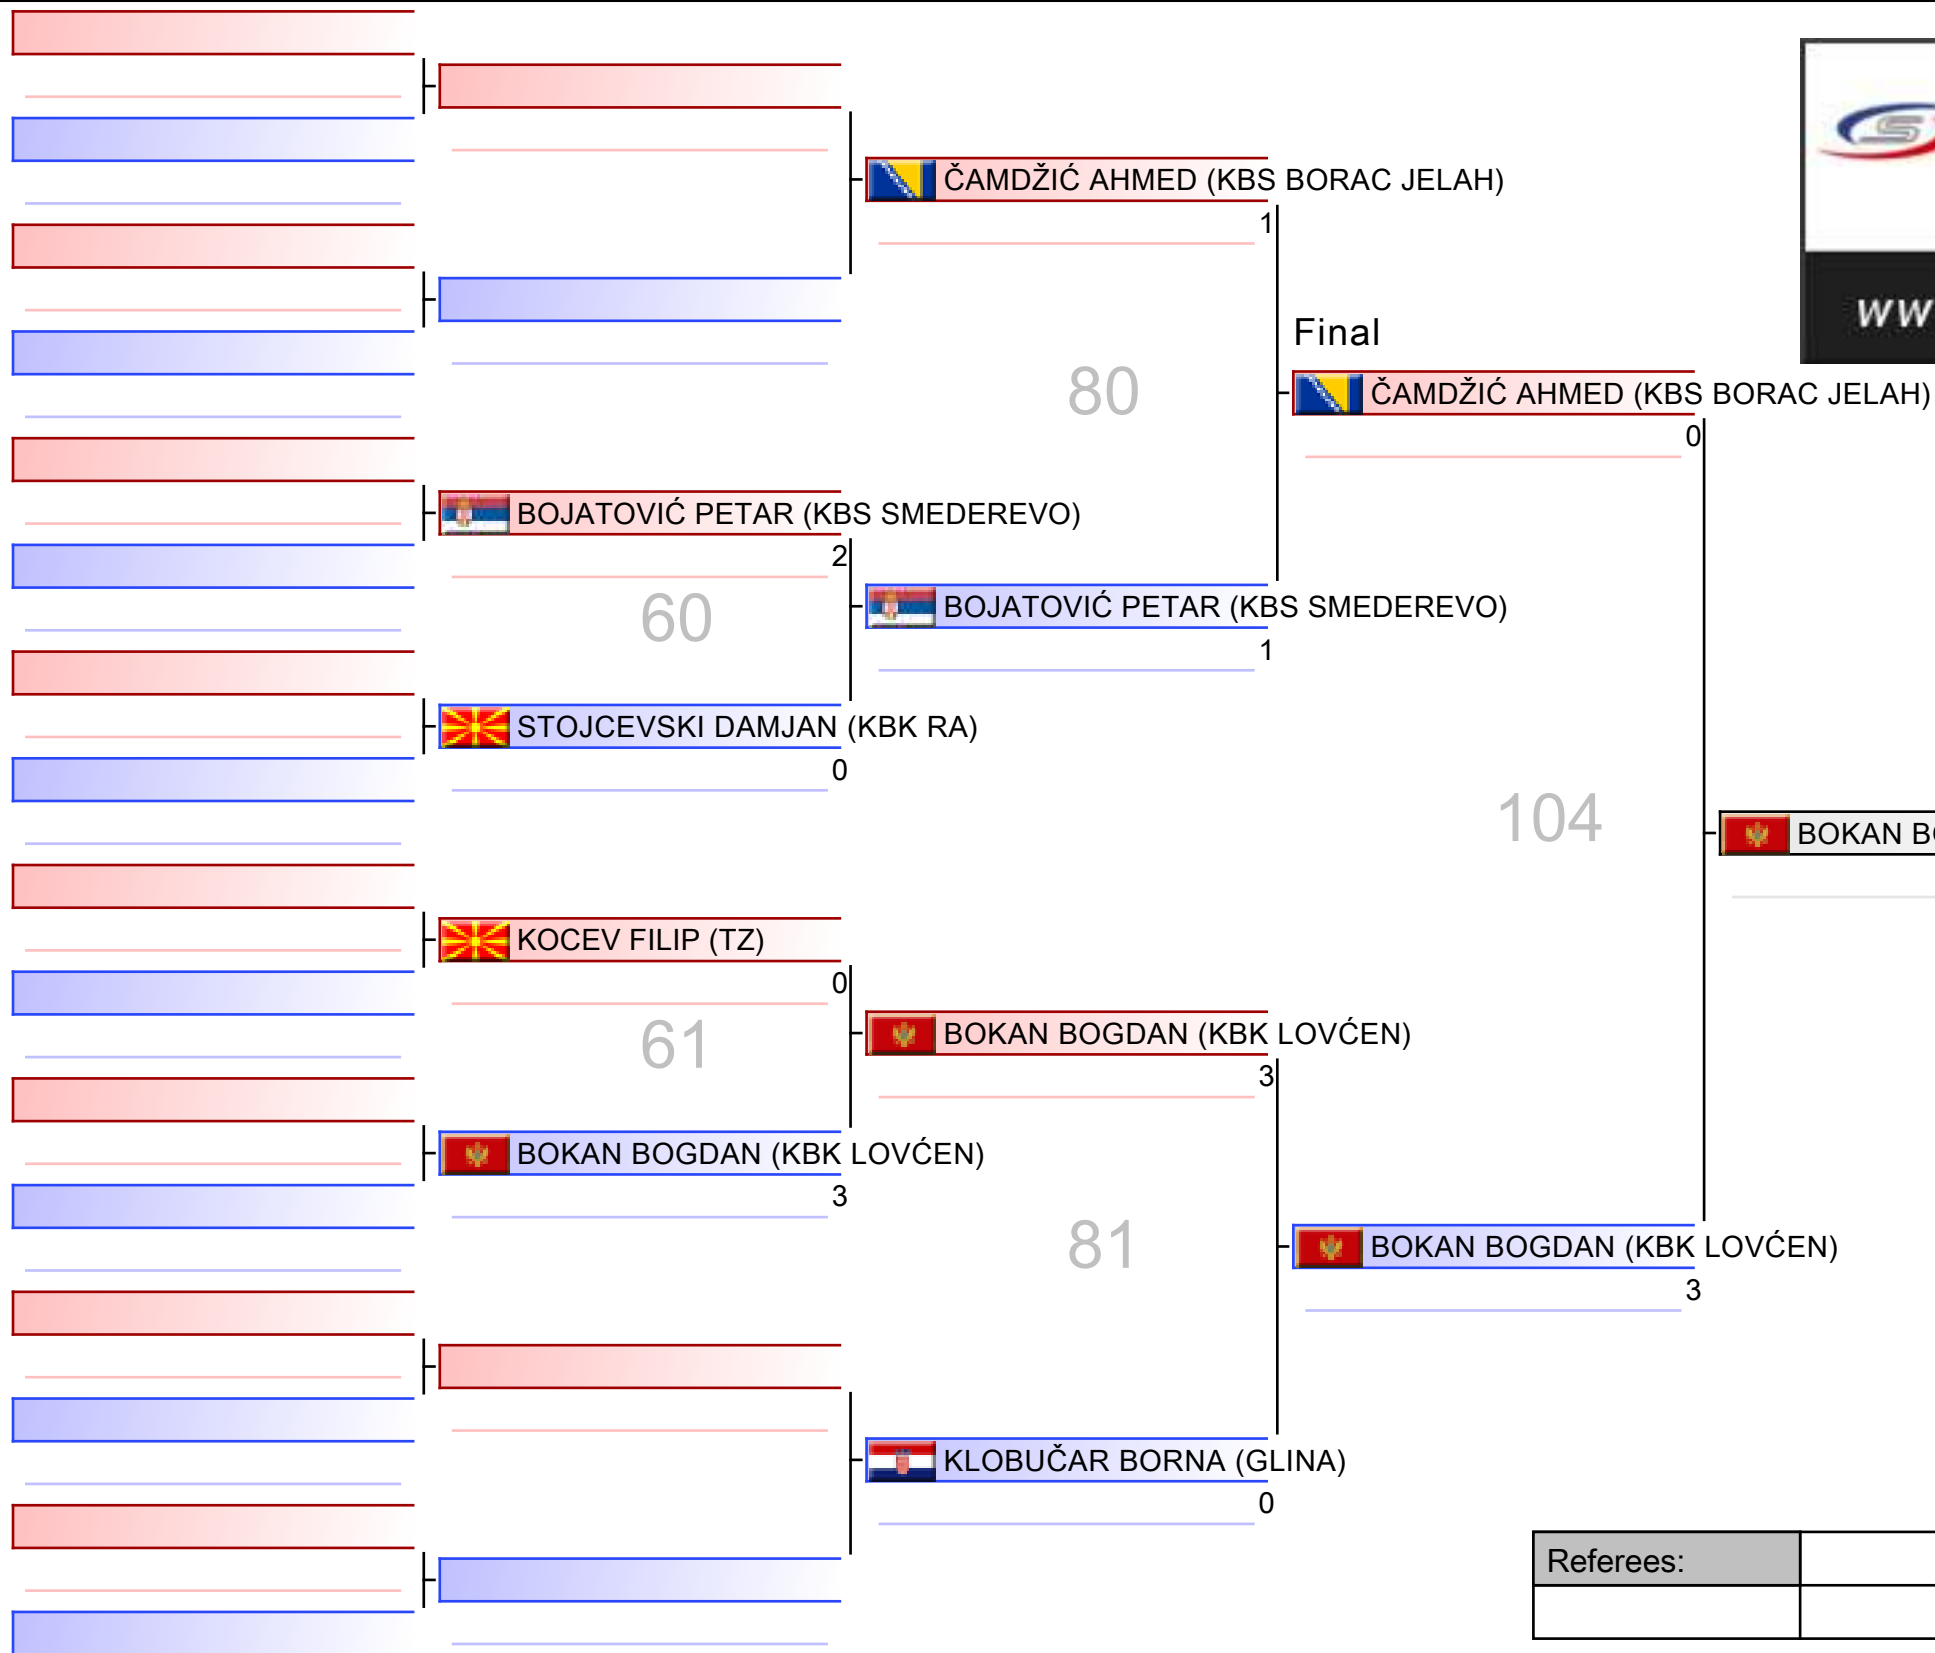 ČAMDŽIĆ AHMED (KBS BORAC JELAH)
1
Final
80
ČAMDŽIĆ AHMED (KBS BORAC JELAH)
0
BOJATOVIĆ PETAR (KBS SMEDEREVO)
2
60
BOJATOVIĆ PETAR (KBS SMEDEREVO)
1
STOJCEVSKI DAMJAN (KBK RA)
0
104
BOKAN
KOCEV FILIP (TZ)
0
61
BOKAN BOGDAN (KBK LOVĆEN)
3
BOKAN BOGDAN (KBK LOVĆEN)
3
81
BOKAN BOGDAN (KBK LOVĆEN)
3
KLOBUČAR BORNA (GLINA)
0
Referees: